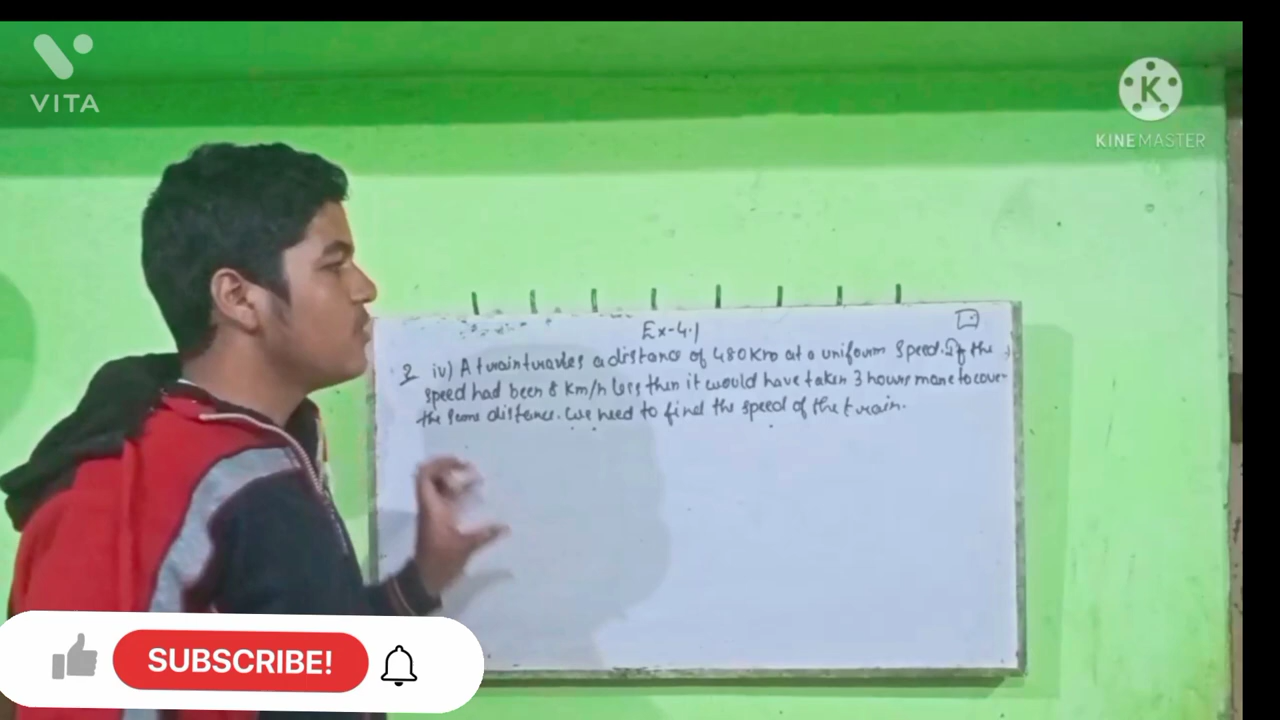 VITA
K
KINEMASTER
Ex-4.1
2 iv) A train travles a distance of 480 Km at a uniform speed. If the
speed had been 8 km/h less then it would have taken 3 hours more to cover
the same distance. We need to find the speed of the train.
SUBSCRIBE!